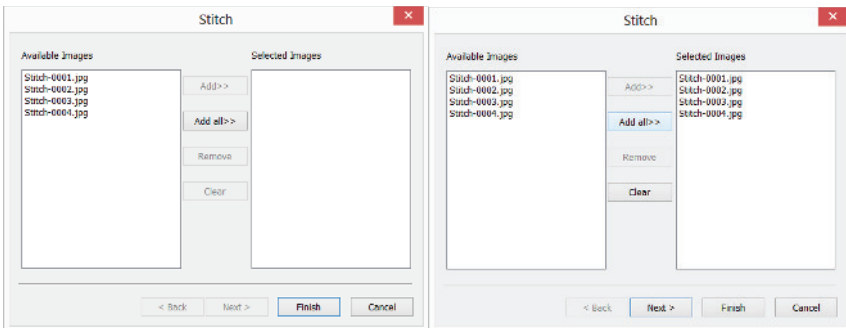 Stitch
Available Images
Selected Images
Stitch-0001.jpg
Stitch-0002.jpg
Stitch-0003.jpg
Stitch-0004.jpg
Add>>
Add all>>
Remove
Clear
< Back
Next >
Finish
Cancel
Stitch
Available Images
Selected Images
Stitch-0001.jpg
Stitch-0002.jpg
Stitch-0003.jpg
Stitch-0004.jpg
Add>>
Add all>>
Remove
Clear
Stitch-0001.jpg
Stitch-0002.jpg
Stitch-0003.jpg
Stitch-0004.jpg
< Back
Next >
Finish
Cancel